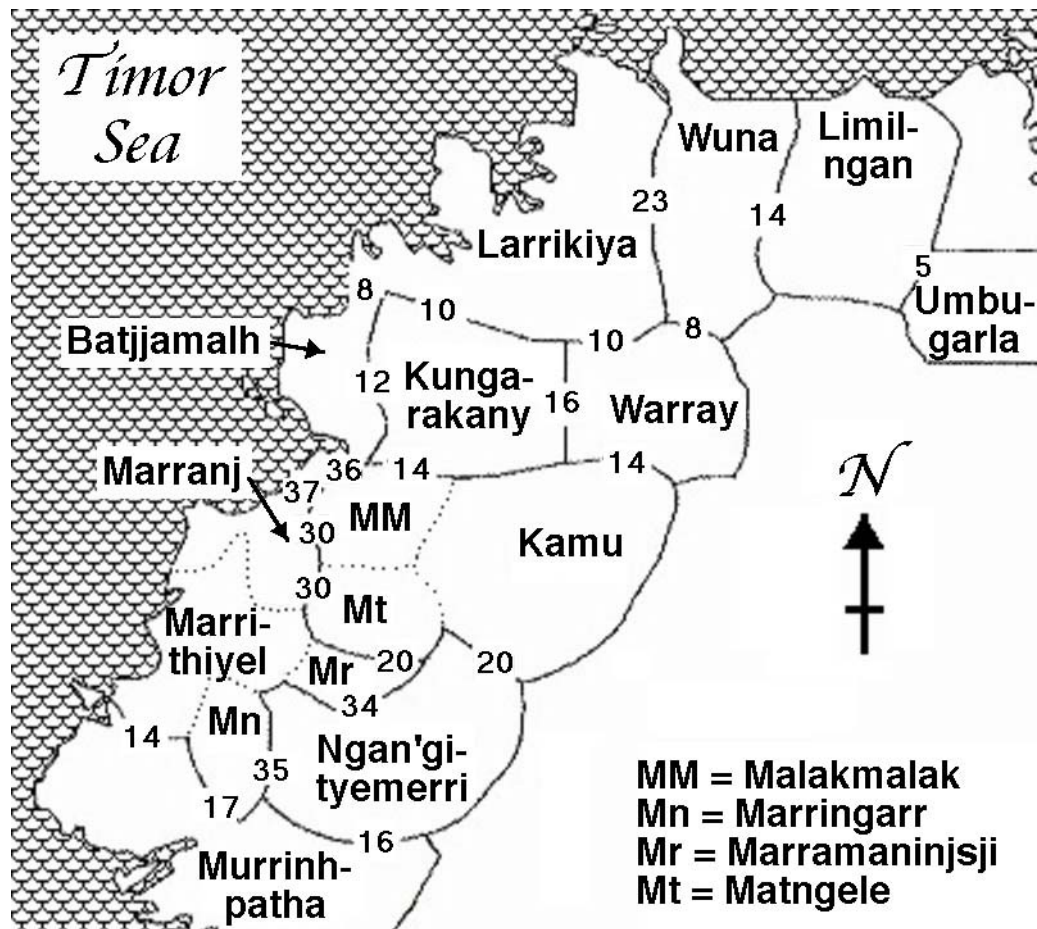 Timor
Sea
Wuna
Limil-
ngan
23
14
Larrikiya
5
8
10
Umbu-
garla
Batjjamalh
10
8
12
Kunga-
rakany
16
Warray
Marranj
36
14
14
37
N
30
MM
Kamu
30
Mt
Marri-
thiyel
Mr
20
20
34
Mn
14
Ngan'gi-
tyemerri
35
17
16
Murrinh-
patha
MM = Malakmalak
Mn = Marringarr
Mr = Marramaninjsji
Mt = Matngele